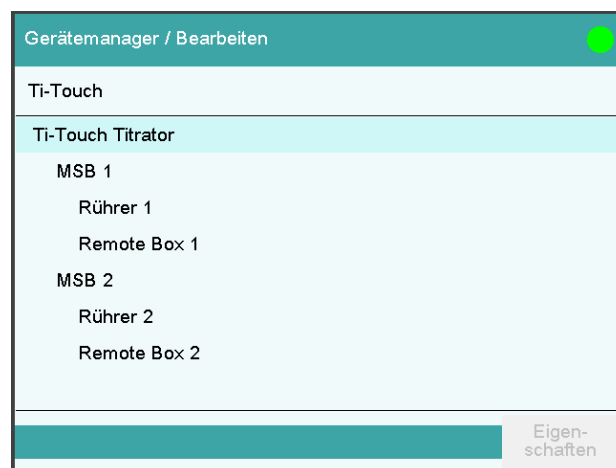 Gerätemanager / Bearbeiten
Ti-Touch
Ti-Touch Titrator
MSB 1
Rührer 1
Remote Box 1
MSB 2
Rührer 2
Remote Box 2
Eigen-
schaften